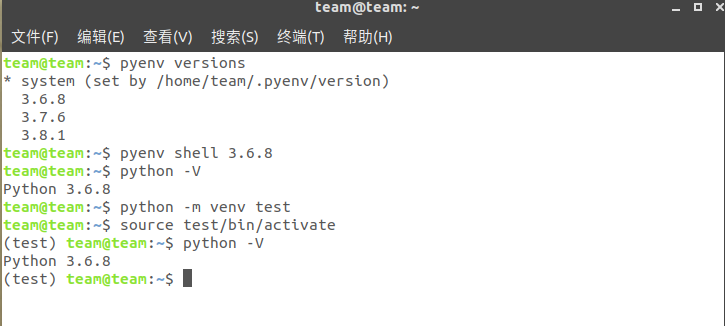 team@team: ~
文件(F) 编辑(E) 查看(V) 搜索(S) 终端(T) 帮助(H)
team@team:~$ pyenv versions
* system (set by /home/team/.pyenv/version)
  3.6.8
  3.7.6
  3.8.1
team@team:~$ pyenv shell 3.6.8
team@team:~$ python -V
Python 3.6.8
team@team:~$ python -m venv test
team@team:~$ source test/bin/activate
(test) team@team:~$ python -V
Python 3.6.8
(test) team@team:~$